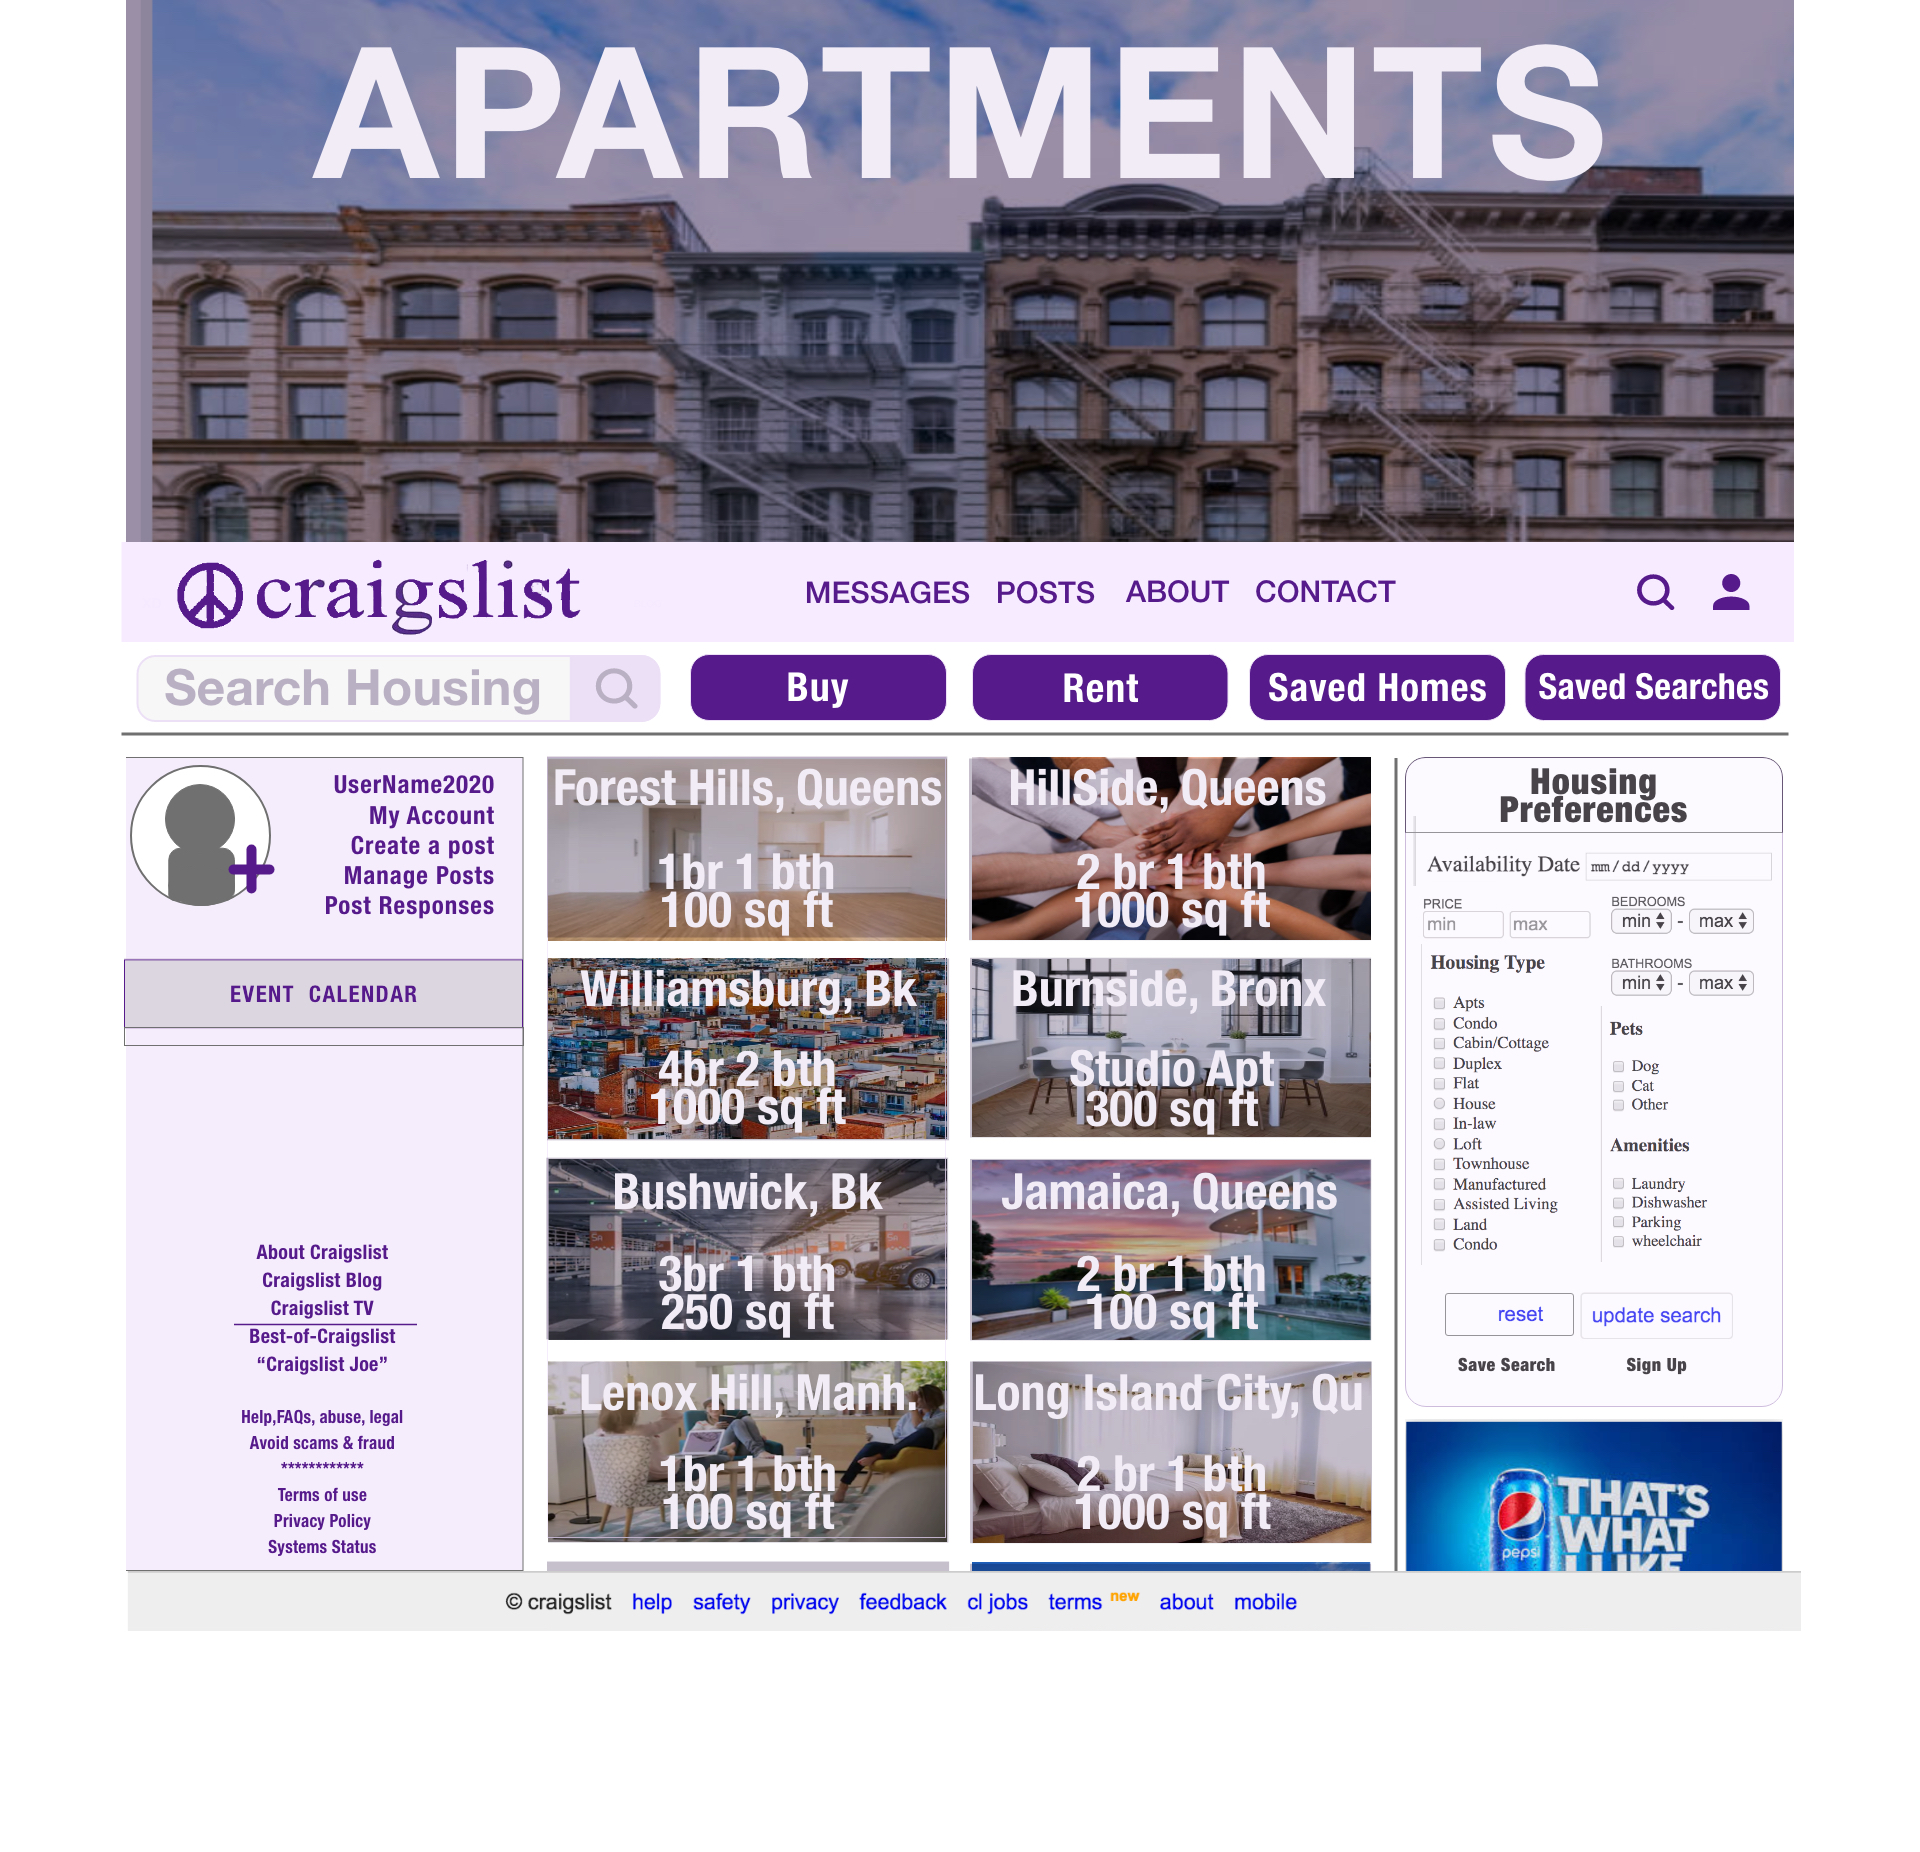 APARTMENTS
craigslist
MESSAGES POSTS ABOUT CONTACT
Search Housing
Buy
Rent
Saved Homes
Saved Searches
UserName2020
My Account
Create a post
Manage Posts
Post Responses
EVENT CALENDAR
About Craigslist
Craigslist Blog
Craigslist TV
Best-of-Craigslist
“Craigslist Joe”
Help,FAQs, abuse, legal
Avoid scams & fraud
************
Terms of use
Privacy Policy
Systems Status
Forest Hills, Queens
1br 1 bth
100 sq ft
HillSide, Queens
2 br 1 bth
1000 sq ft
Williamsburg, Bk
4br 2 bth
1000 sq ft
Burnside, Bronx
Studio Apt
300 sq ft
Bushwick, Bk
3br 1 bth
250 sq ft
Jamaica, Queens
2 br 1 bth
100 sq ft
Lenox Hill, Manh.
1br 1 bth
100 sq ft
Long Island City, Qu
2 br 1 bth
1000 sq ft
Housing
Preferences
Availability Date mm/dd/yyyy
PRICE
min max
BEDROOMS
min - max
BATHROOMS
min - max
Housing Type
Apts
Condo
Cabin/Cottage
Duplex
Flat
House
In-law
Loft
Townhouse
Manufactured
Assisted Living
Land
Condo
Pets
Dog
Cat
Other
Amenities
Laundry
Dishwasher
Parking
wheelchair
reset
update search
Save Search
Sign Up
pepsi
THAT'S
WHAT
I LIKE
© craigslist help safety privacy feedback cl jobs terms new about mobile